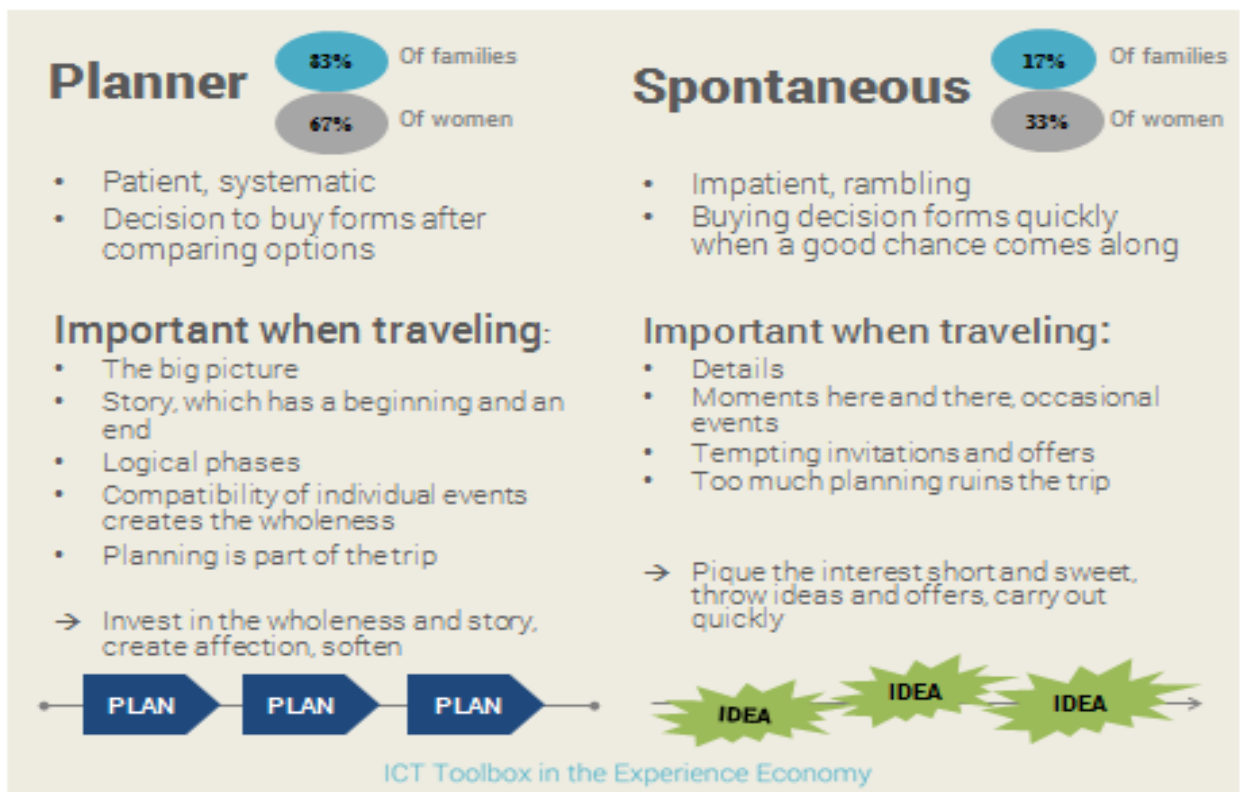 Planner
83% Of families
67% Of women
• Patient, systematic
• Decision to buy forms after
comparing options
Important when traveling:
• The big picture
• Story, which has a beginning and an
end
• Logical phases
• Compatibility of individual events
creates the wholeness
• Planning is part of the trip
→ Invest in the wholeness and story,
create affection, soften
PLAN PLAN PLAN
Spontaneous
17% Of families
33% Of women
• Impatient, rambling
• Buying decision forms quickly
when a good chance comes along
Important when traveling:
• Details
• Moments here and there, occasional
events
• Tempting invitations and offers
• Too much planning ruins the trip
→ Pique the interest short and sweet,
throw ideas and offers, carry out
quickly
IDEA IDEA IDEA
ICT Toolbox in the Experience Economy